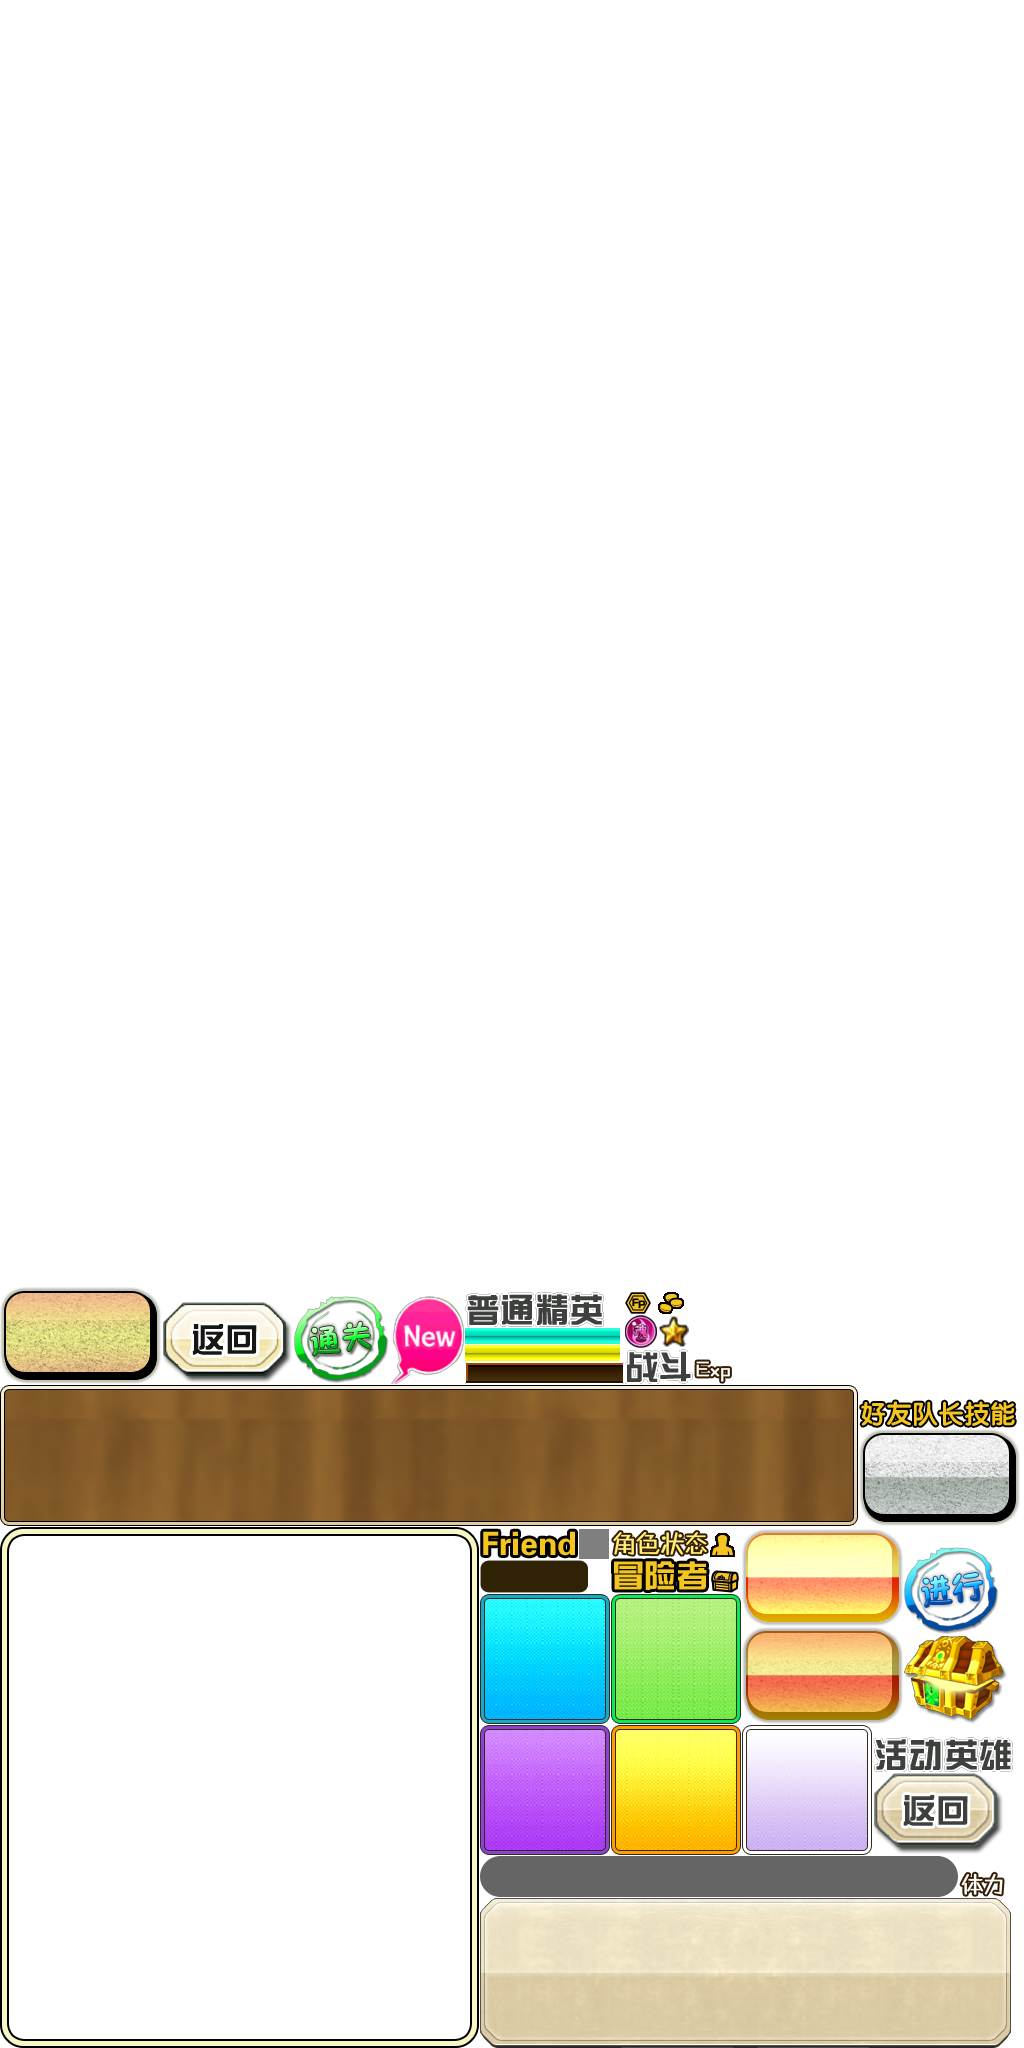 返回
通关
New
普通精英
FP
战斗
Exp
好友队长技能
Friend
角色状态
冒险者
进行
活动英雄
返回
体力